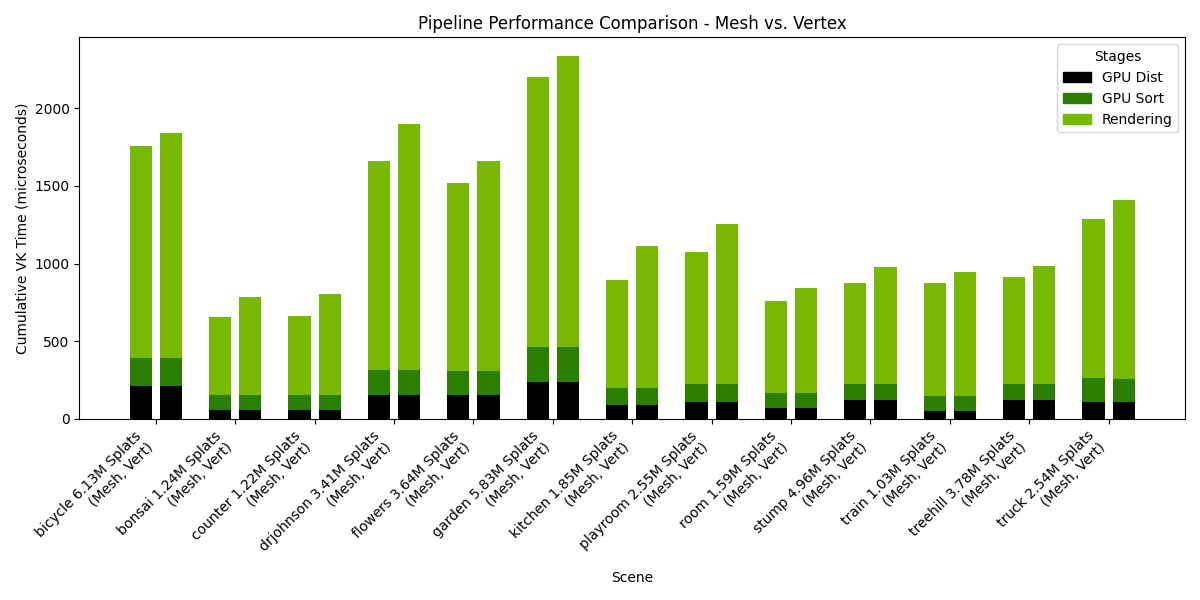 Pipeline Performance Comparison - Mesh vs. Vertex
Cumulative VK Time (microseconds)
2000
1500
1000
500
0
Stages
GPU Dist
GPU Sort
Rendering
bicycle 6.13M Splats
(Mesh, Vert)
bonsai 1.24M Splats
(Mesh, Vert)
counter 1.22M Splats
(Mesh, Vert)
drjohnson 3.41M Splats
(Mesh, Vert)
flowers 3.64M Splats
(Mesh, Vert)
garden 5.83M Splats
(Mesh, Vert)
kitchen 1.85M Splats
(Mesh, Vert)
playroom 2.55M Splats
(Mesh, Vert)
room 1.59M Splats
(Mesh, Vert)
stump 4.96M Splats
(Mesh, Vert)
train 1.03M Splats
(Mesh, Vert)
treehill 3.78M Splats
(Mesh, Vert)
truck 2.54M Splats
(Mesh, Vert)
Scene